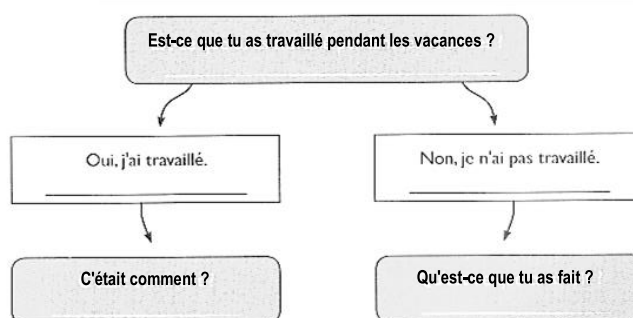 Est-ce que tu as travaillé pendant les vacances ?
Oui, j'ai travaillé.
Non, je n'ai pas travaillé.
C'était comment ?
Qu'est-ce que tu as fait ?